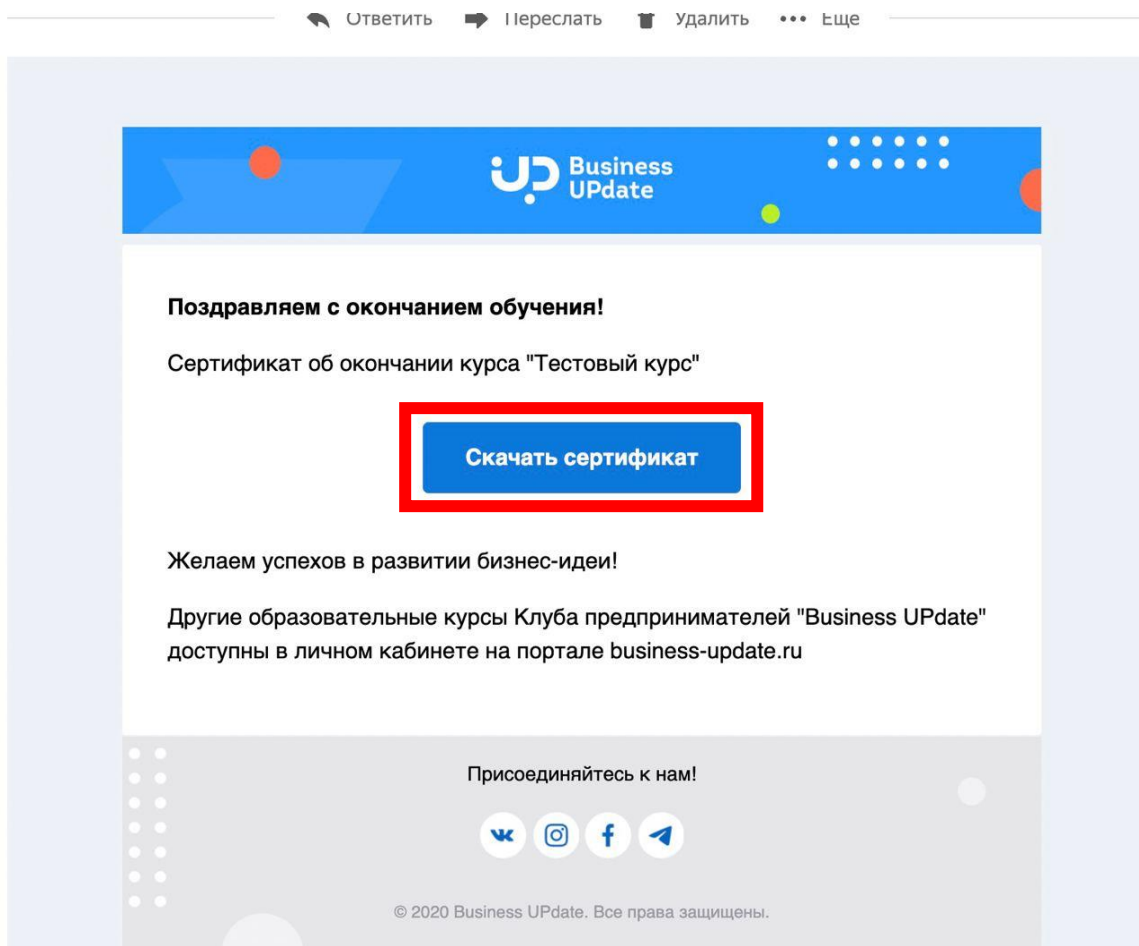 Ответить Переслать Удалить Еще
Business
UPdate
Поздравляем с окончанием обучения!
Сертификат об окончании курса "Тестовый курс"
Скачать сертификат
Желаем успехов в развитии бизнес-идеи!
Другие образовательные курсы Клуба предпринимателей "Business UPdate"
доступны в личном кабинете на портале business-update.ru
Присоединяйтесь к нам!
© 2020 Business UPdate. Все права защищены.